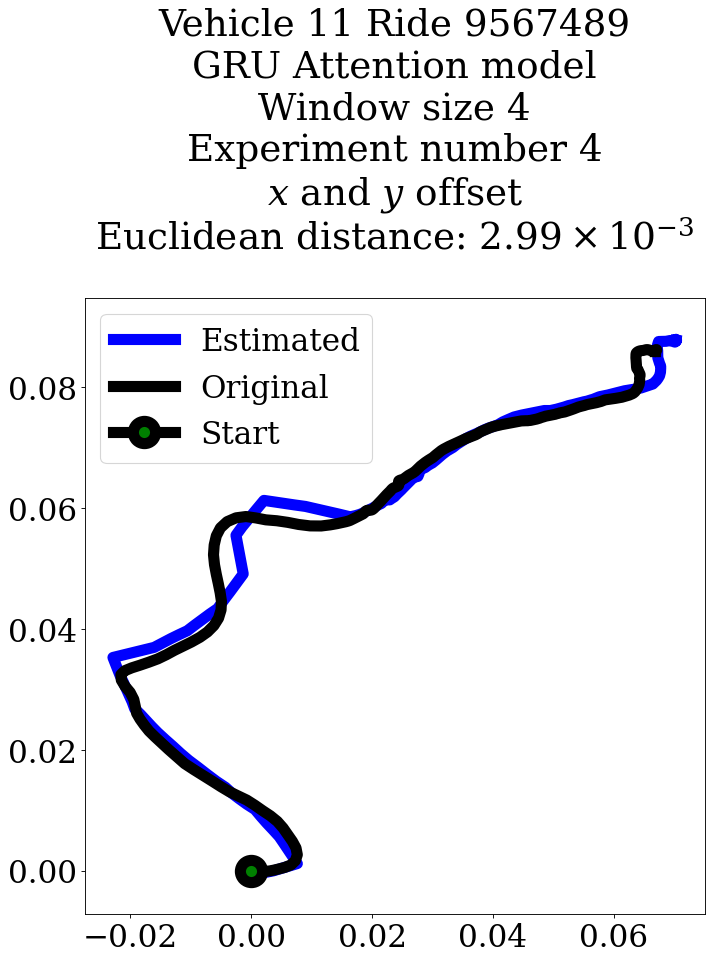 Vehicle 11 Ride 9567489
GRU Attention model
Window size 4
Experiment number 4
x and y offset
Euclidean distance: 2.99 × 10⁻³
Estimated
Original
Start
0.08
0.06
0.04
0.02
0.00
−0.02 0.00 0.02 0.04 0.06